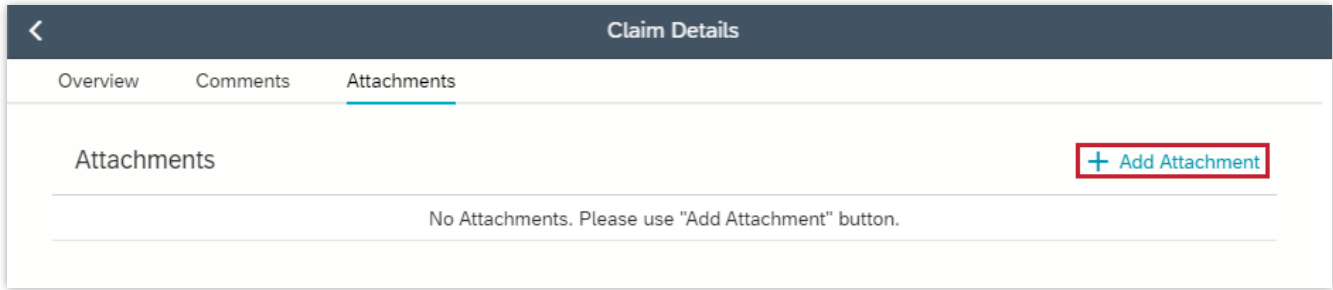 Claim Details
Overview Comments Attachments
Attachments
+ Add Attachment
No Attachments. Please use "Add Attachment" button.